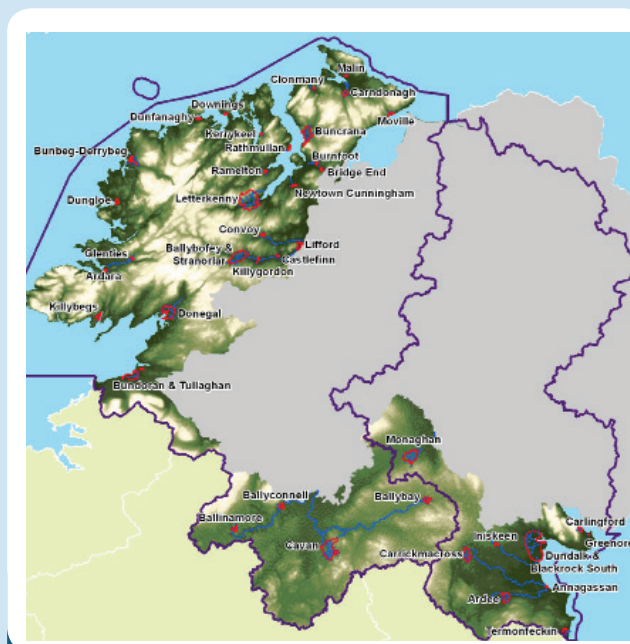 Malin
Clonmany
Carndonagh
Downings
Dunfanaghy
Moville
Kerrykeel
Buncrana
Rathmullan
Bunbeg-Derrybeg
Burnfoot
Bridge End
Ramelton
Letterkenny
Newtown Cunningham
Dungloe
Convoy
Lifford
Ballybofey &
Stranorlar
Glenties
Castlefinn
Killygordon
Ardara
Killybegs
Donegal
Bundoran & Tullaghan
Monaghan
Ballyconnell
Ballybay
Ballinamore
Carlingford
Iniskeen
Greenore
Cavan
Carrickmacross
Dundalk &
Blackrock South
Annagassan
Ardee
Termonfeckin